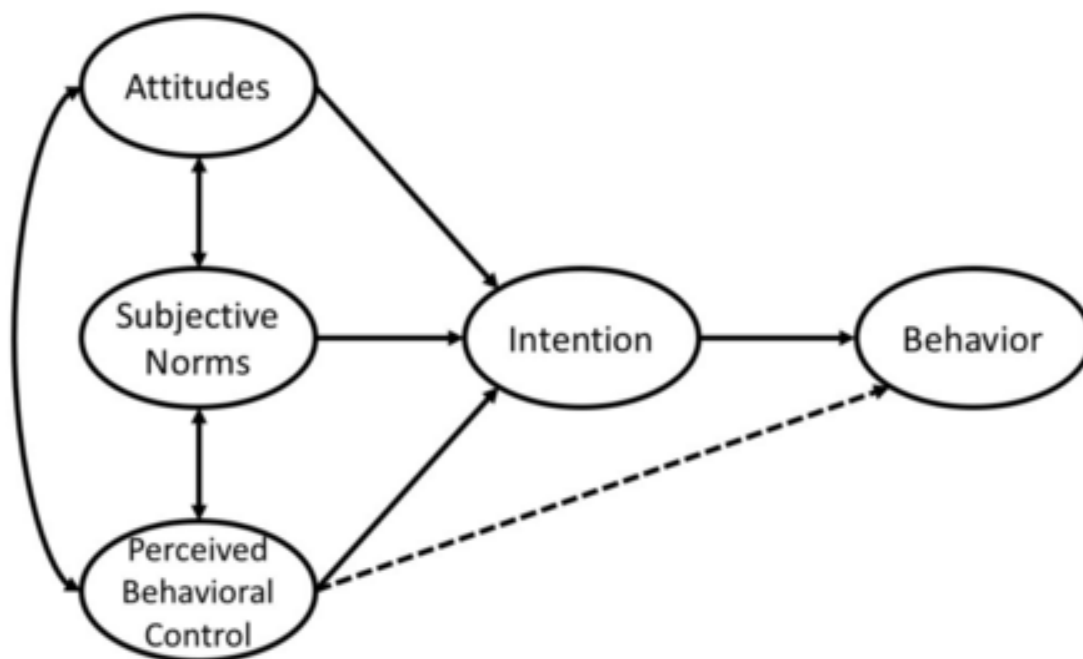 Attitudes
Subjective
Norms
Intention
Behavior
Perceived
Behavioral
Control